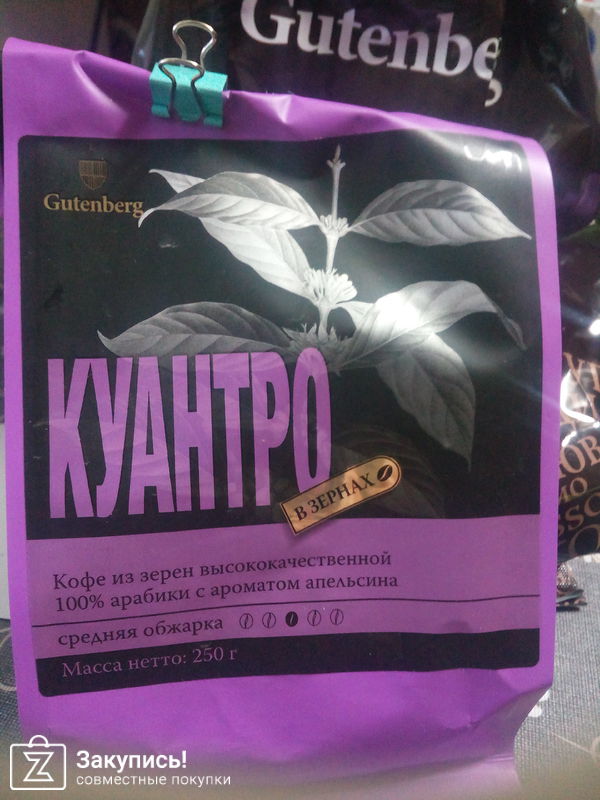 Gutenbe
Gutenberg
КУАНТРО
В ЗЕРНАХ
Кофе из зерен высококачественной
100% арабики с ароматом апельсина
средняя обжарка
Масса нетто: 250 г
Закупись!
совместные покупки